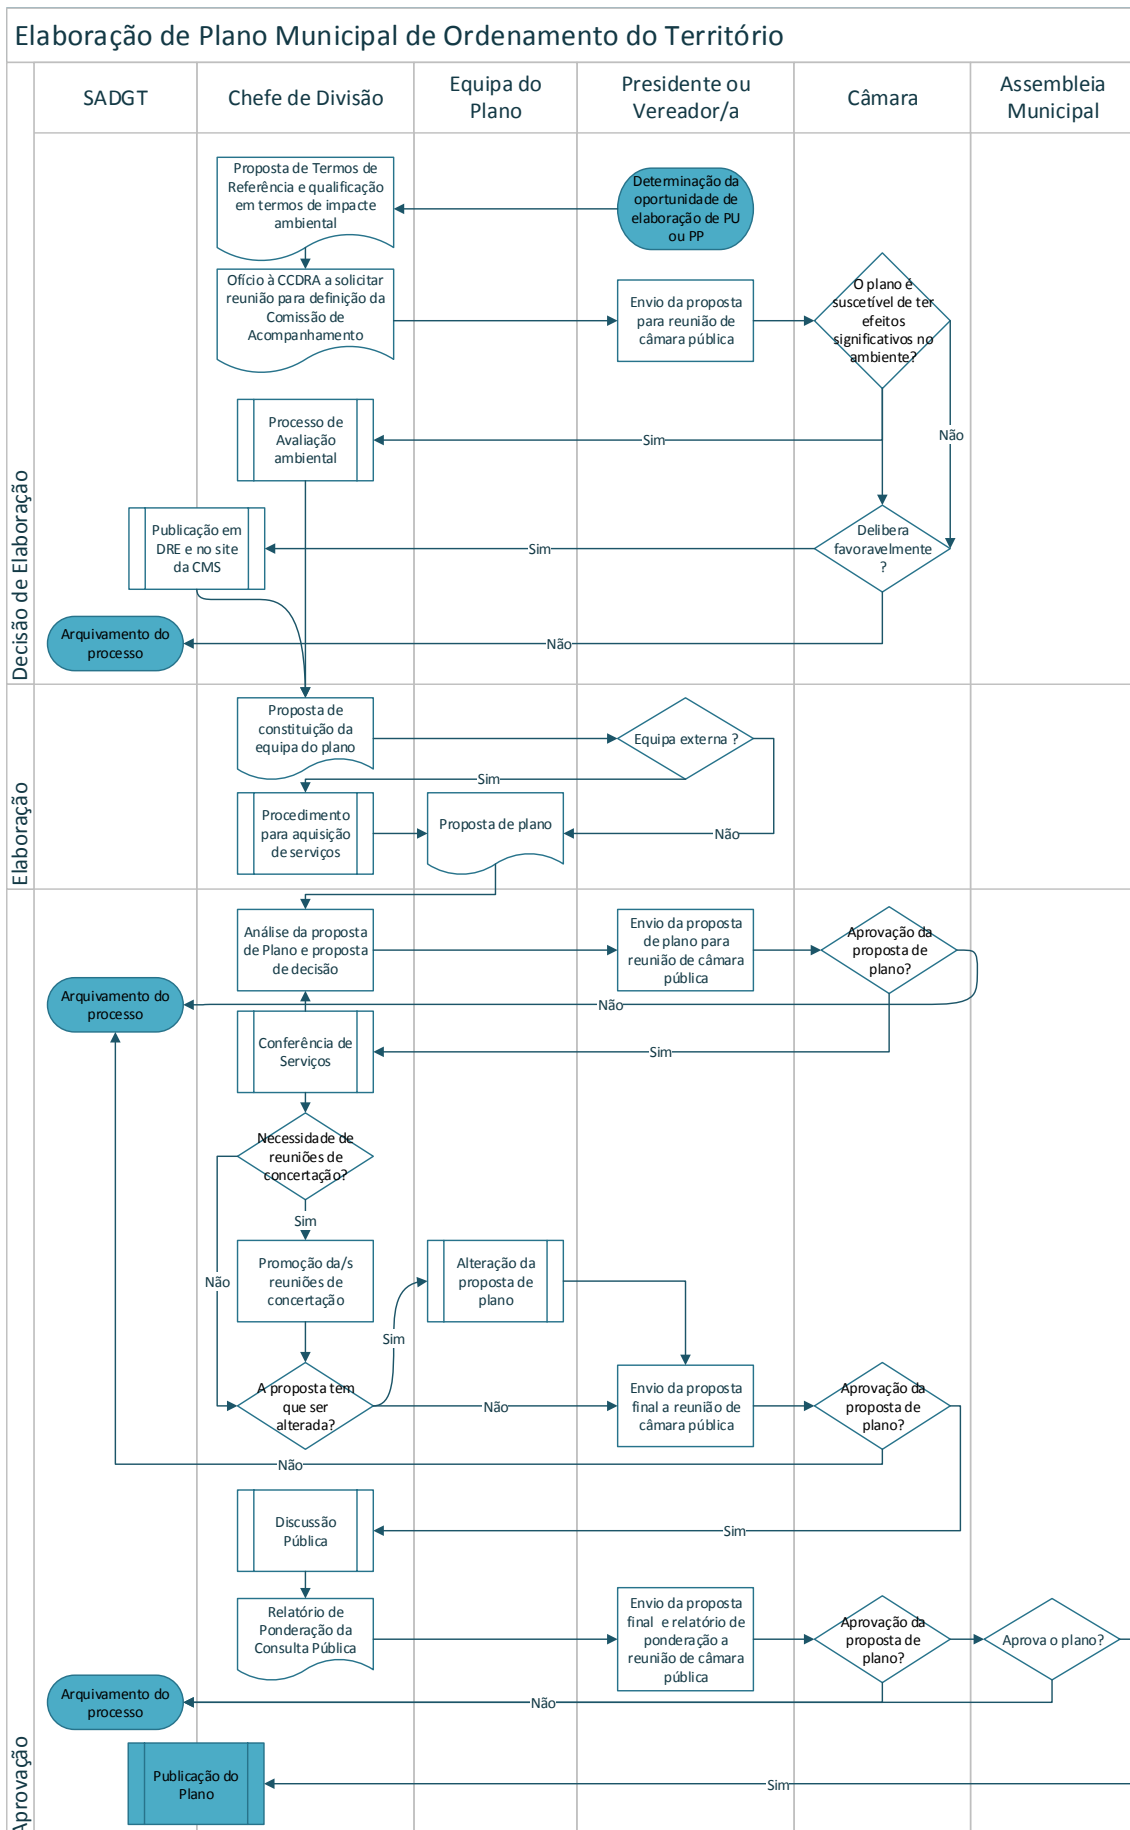 Elaboração de Plano Municipal de Ordenamento do Território
SADGT
Chefe de Divisão
Equipa do
Plano
Presidente ou
Vereador/a
Câmara
Assembleia
Municipal
Decisão de Elaboração
Proposta de Termos de
Referência e qualificação
em termos de impacte
ambiental
Determinação da
oportunidade de
elaboração de PU
ou PP
Ofício à CCDRA a solicitar
reunião para definição da
Comissão de
Acompanhamento
Envio da proposta
para reunião de
câmara pública
O plano é
suscetível de ter
efeitos
significativos no
ambiente?
Processo de
Avaliação
ambiental
Sim
Não
Publicação em
DRE e no site
da CMS
Sim
Delibera
favoravelmente
?
Arquivamento do
processo
Não
Elaboração
Proposta de
constituição da
equipa do plano
Equipa externa ?
Sim
Procedimento
para aquisição
de serviços
Proposta de plano
Não
Aprovação
Análise da proposta
de Plano e proposta
de decisão
Envio da proposta
de plano para
reunião de câmara
pública
Aprovação da
proposta de
plano?
Arquivamento do
processo
Não
Conferência de
Serviços
Sim
Necessidade de
reuniões de
concertação?
Sim
Não
Promoção da/s
reuniões de
concertação
Alteração da
proposta de
plano
Sim
A proposta tem
que ser
alterada?
Não
Envio da proposta
final a reunião de
câmara pública
Aprovação da
proposta de
plano?
Não
Discussão
Pública
Sim
Relatório de
Ponderação da
Consulta Pública
Envio da proposta
final e relatório de
ponderação a
reunião de câmara
pública
Aprovação da
proposta de
plano?
Aprova o plano?
Arquivamento do
processo
Não
Publicação do
Plano
Sim